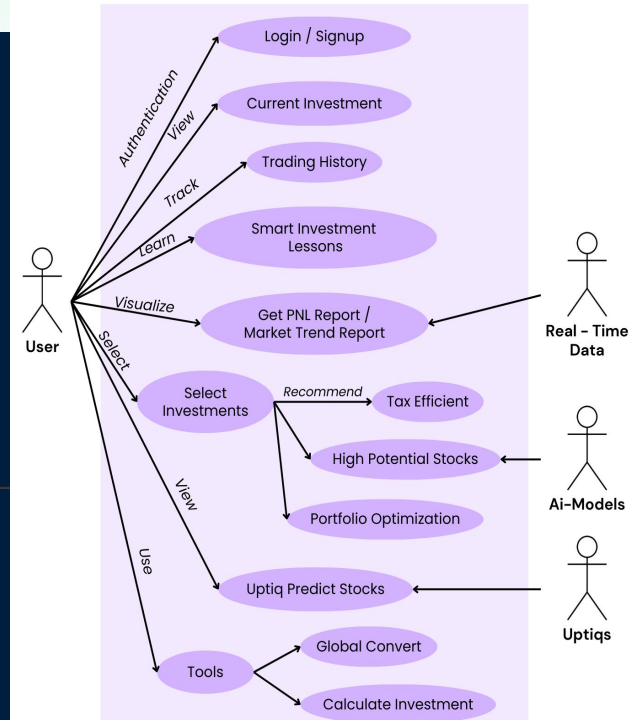 Login / Signup
Authentication
Current Investment
View
Trading History
Track
Smart Investment
Lessons
Learn
Get PNL Report /
Market Trend Report
Visualize
User
Real - Time
Data
Select
Select
Investments
Recommend
Tax Efficient
High Potential Stocks
Ai-Models
Portfolio Optimization
View
Use
Uptiq Predict Stocks
Uptiqs
Tools
Global Convert
Calculate Investment